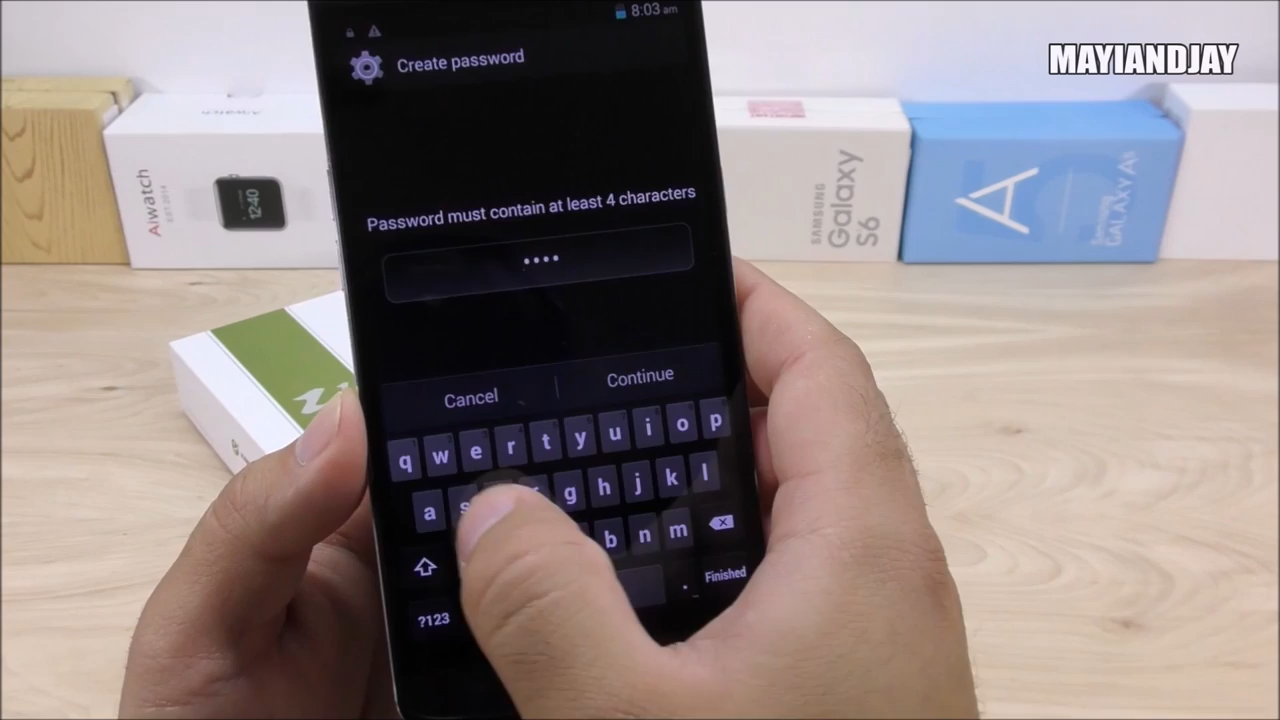 8:03 am
MAYIANDJAY
Create password
Aiwatch
12:40
Password must contain at least 4 characters
••••
SAMSUNG
Galaxy
S6
A
GALAXY A5
Cancel
Continue
q w e r t y u i o p
a s g h j k l
b n m
?123
.
Finished